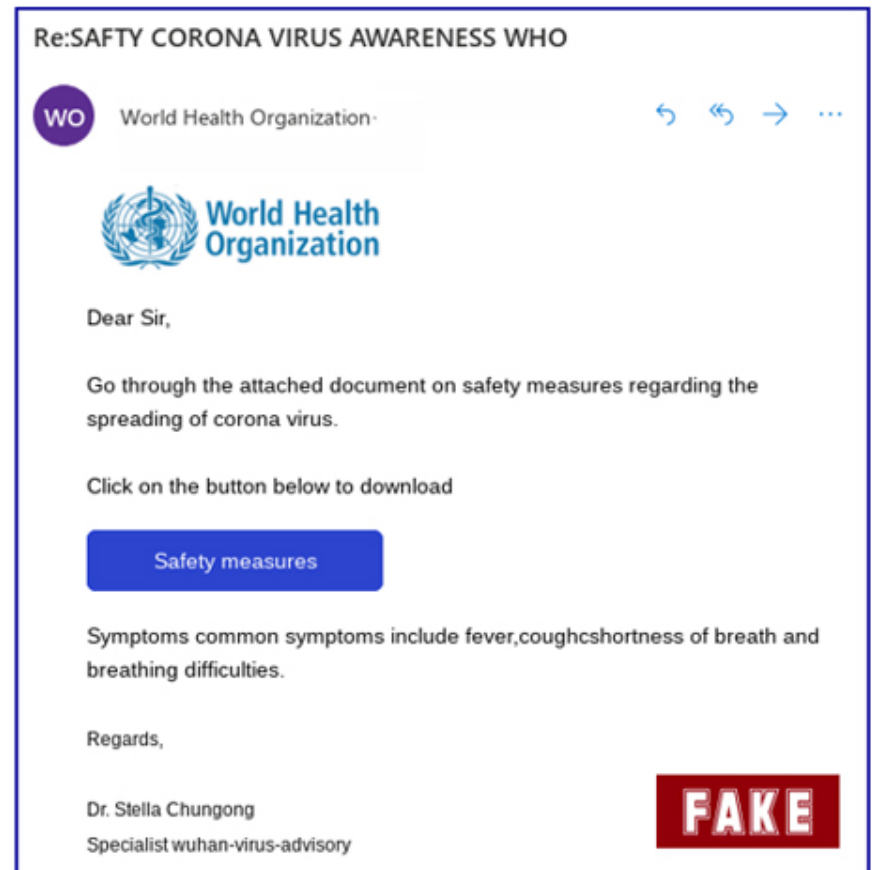 Re:SAFTY CORONA VIRUS AWARENESS WHO
WO
World Health Organization
World Health
Organization
Dear Sir,
Go through the attached document on safety measures regarding the
spreading of corona virus.
Click on the button below to download
Safety measures
Symptoms common symptoms include fever,coughcshortness of breath and
breathing difficulties.
Regards,
Dr. Stella Chungong
Specialist wuhan-virus-advisory
FAKE